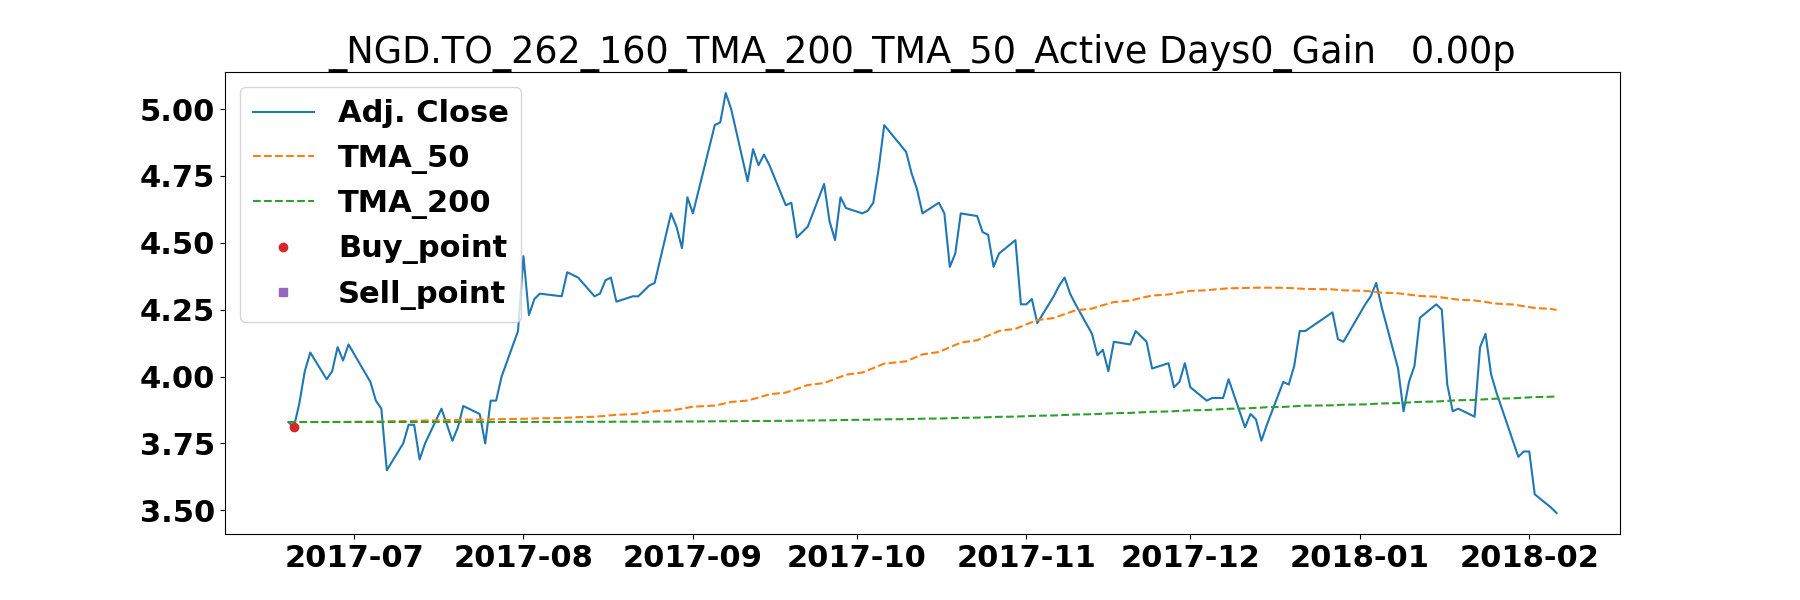 _NGD.TO_262_160_TMA_200_TMA_50_Active Days0_Gain   0.00p
5.00
4.75
4.50
4.25
4.00
3.75
3.50
Adj. Close
TMA_50
TMA_200
Buy_point
Sell_point
2017-07 2017-08 2017-09 2017-10 2017-11 2017-12 2018-01 2018-02